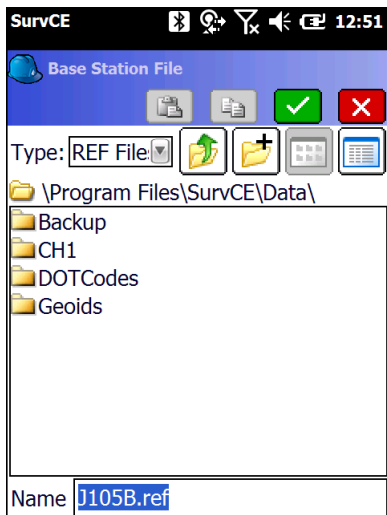 SurvCE 12:51
Base Station File
Type: REF File
\Program Files\SurvCE\Data\
Backup
CH1
DOTCodes
Geoids
Name J105B.ref